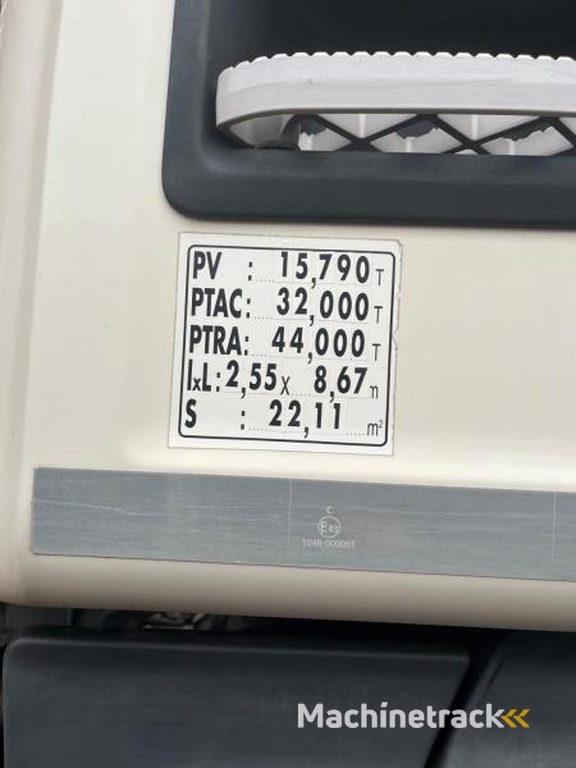 PV : 15,790 T
PTAC: 32,000 T
PTRA: 44,000 T
lxL: 2,55 x 8,67 m
S : 22,11 m²
C
E43
104R-000001
Machinetrack